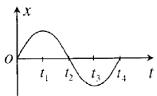 x
O t₁ t₂ t₃ t₄ t